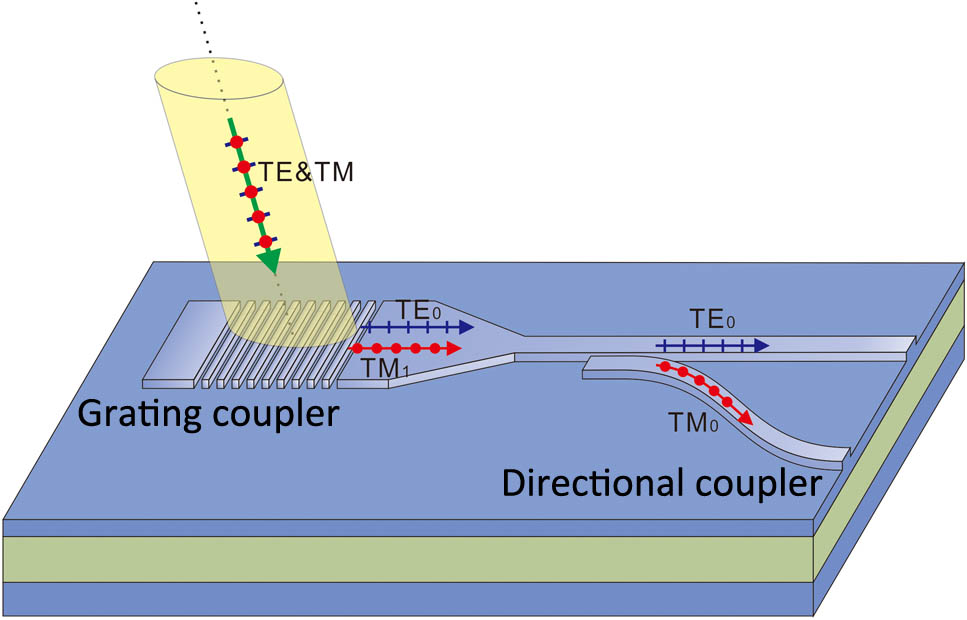 TE&TM
TE₀
TE₀
TM₁
Grating coupler
TM₀
Directional coupler